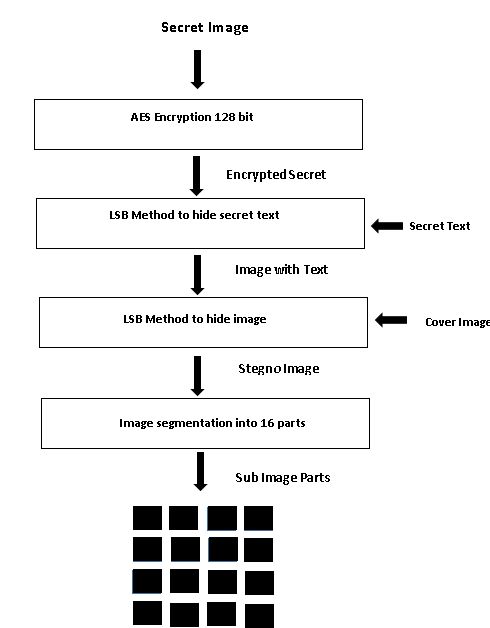 Secret Image
AES Encryption 128 bit
Encrypted Secret
LSB Method to hide secret text
Secret Text
Image with Text
LSB Method to hide image
Cover Image
Stegno Image
Image segmentation into 16 parts
Sub Image Parts